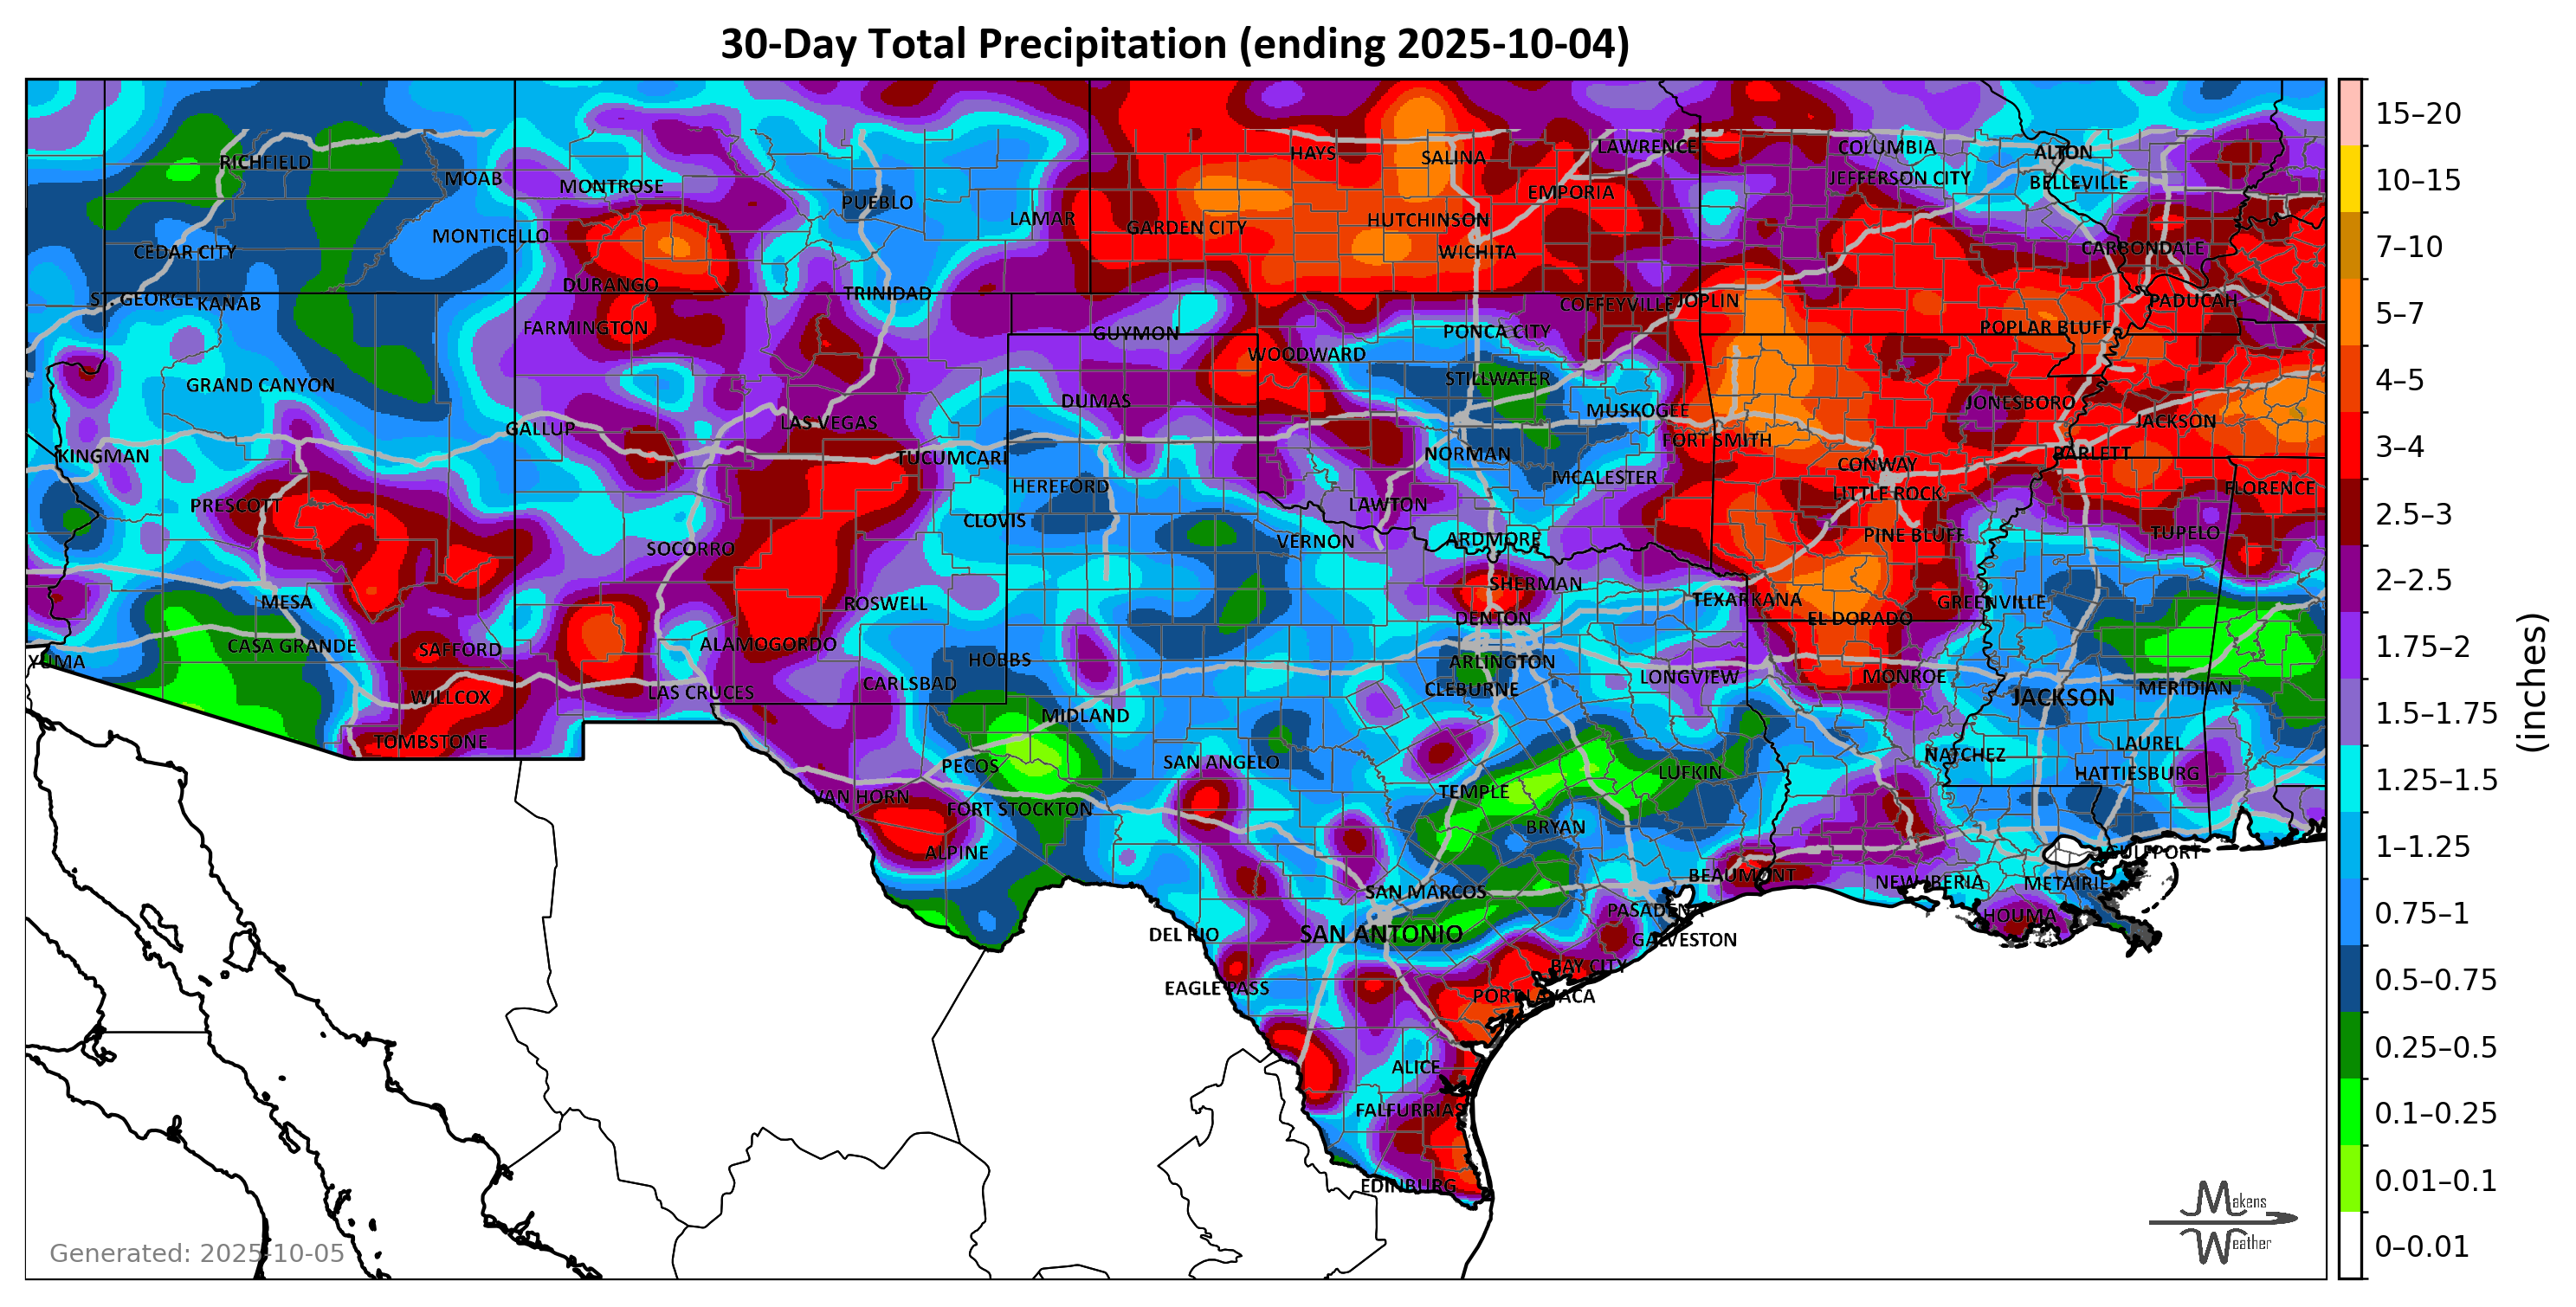 30-Day Total Precipitation (ending 2025-10-04)
HAYS
SALINA
LAWRENCE
COLUMBIA
ALTON
RICHFIELD
MOAB
MONTROSE
PUEBLO
LAMAR
GARDEN CITY
HUTCHINSON
EMPORIA
JEFFERSON CITY
BELLEVILLE
CEDAR CITY
MONTICELLO
WICHITA
CARBONDALE
ST. GEORGE
KANAB
DURANGO
TRINIDAD
COFFEYVILLE
JOPLIN
PADUCAH
FARMINGTON
GUYMON
PONCA CITY
POPLAR BLUFF
WOODWARD
GRAND CANYON
DUMAS
STILLWATER
MUSKOGEE
JONESBORO
JACKSON
GALLUP
LAS VEGAS
FORT SMITH
KINGMAN
TUCUMCARI
NORMAN
CONWAY
BARLETT
PRESCOTT
HEREFORD
LAWTON
MCALESTER
LITTLE ROCK
FLORENCE
SOCORRO
CLOVIS
VERNON
ARDMORE
PINE BLUFF
TUPELO
MESA
ROSWELL
SHERMAN
DENTON
TEXARKANA
EL DORADO
GREENVILLE
YUMA
CASA GRANDE
SAFFORD
ALAMOGORDO
HOBBS
ARLINGTON
CLEBURNE
LONGVIEW
MONROE
WILLCOX
LAS CRUCES
CARLSBAD
MIDLAND
JACKSON
MERIDIAN
TOMBSTONE
PECOS
SAN ANGELO
LUFKIN
NATCHEZ
LAUREL
HATTIESBURG
VAN HORN
FORT STOCKTON
TEMPLE
BRYAN
ALPINE
SAN MARCOS
BEAUMONT
NEW IBERIA
METAIRIE
GULFPORT
DEL RIO
SAN ANTONIO
PASADENA
GALVESTON
HOUMA
EAGLE PASS
BAY CITY
PORT LAVACA
ALICE
FALFURRIAS
EDINBURG
15–20
10–15
7–10
5–7
4–5
3–4
2.5–3
2–2.5
1.75–2
1.5–1.75
1.25–1.5
1–1.25
0.75–1
0.5–0.75
0.25–0.5
0.1–0.25
0.01–0.1
0–0.01
(inches)
Generated: 2025-10-05
Makens
Weather